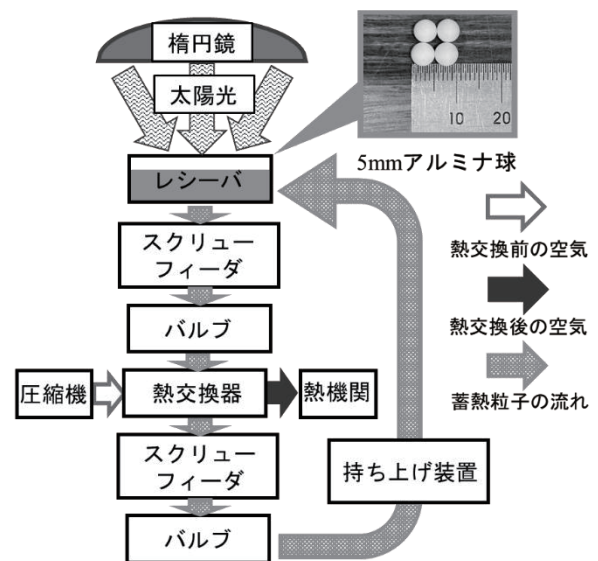 楕円鏡
太陽光
10
20
レシーバ
5mmアルミナ球
スクリュー
フィーダ
熱交換前の空気
バルブ
熱交換後の空気
圧縮機
熱交換器
熱機関
蓄熱粒子の流れ
スクリュー
フィーダ
持ち上げ装置
バルブ